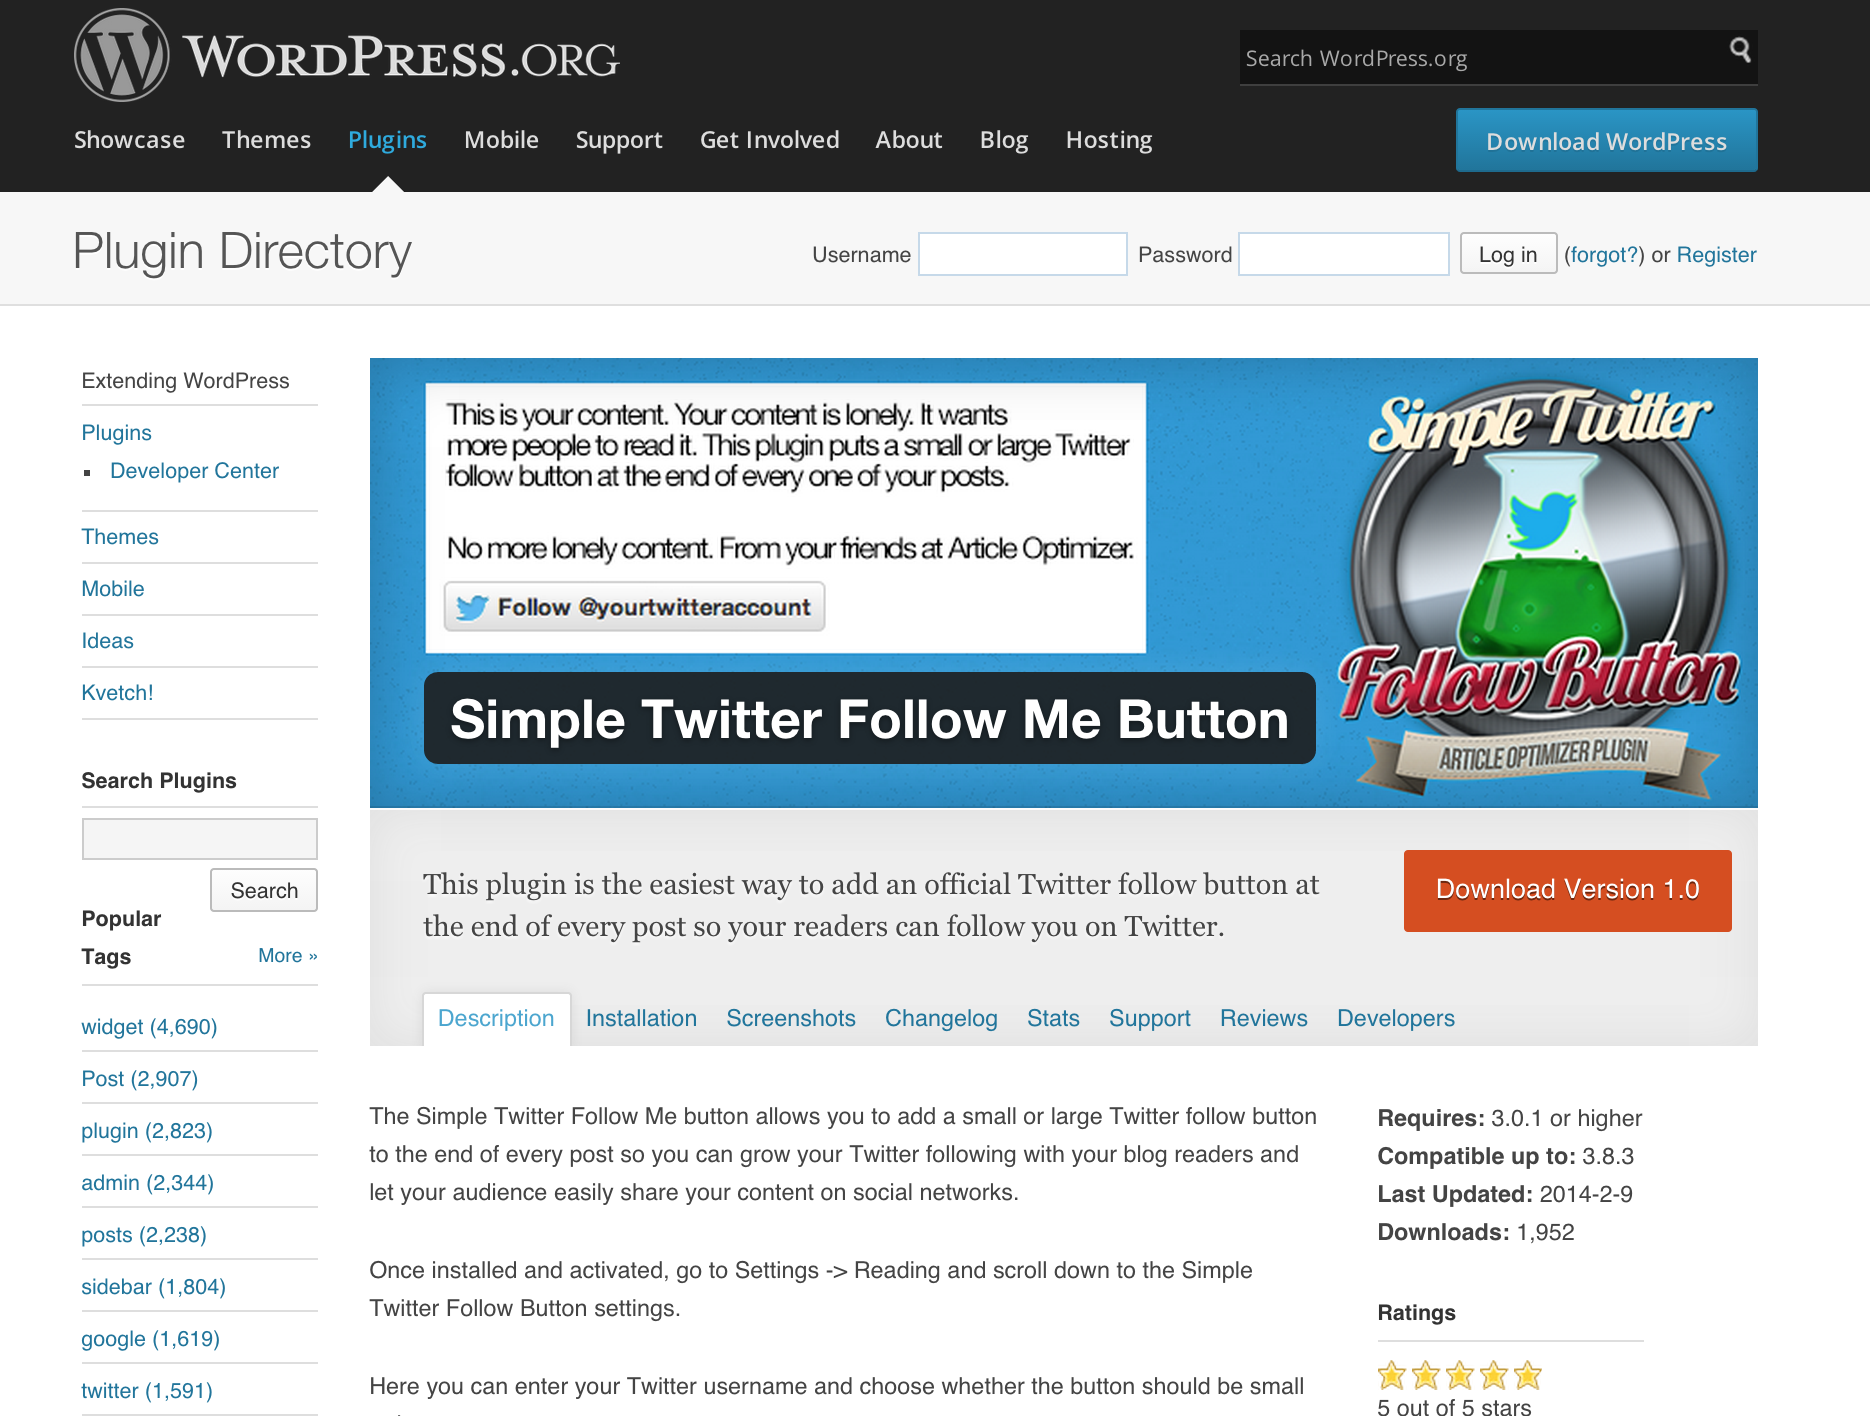 WORDPRESS.ORG
Search WordPress.org
Showcase Themes Plugins Mobile Support Get Involved About Blog Hosting
Download WordPress
Plugin Directory
Username Password Log in (forgot?) or Register
Extending WordPress
Plugins
▪ Developer Center
Themes
Mobile
Ideas
Kvetch!
Search Plugins
Search
Popular
Tags
More »
widget (4,690)
Post (2,907)
plugin (2,823)
admin (2,344)
posts (2,238)
sidebar (1,804)
google (1,619)
twitter (1,591)
This is your content. Your content is lonely. It wants
more people to read it. This plugin puts a small or large Twitter
follow button at the end of every one of your posts.
No more lonely content. From your friends at Article Optimizer.
Follow @yourtwitteraccount
Simple Twitter Follow Me Button
Simple Twitter
Follow Button
ARTICLE OPTIMIZER PLUGIN
This plugin is the easiest way to add an official Twitter follow button at
the end of every post so your readers can follow you on Twitter.
Download Version 1.0
Description Installation Screenshots Changelog Stats Support Reviews Developers
The Simple Twitter Follow Me button allows you to add a small or large Twitter follow button
to the end of every post so you can grow your Twitter following with your blog readers and
let your audience easily share your content on social networks.
Once installed and activated, go to Settings -> Reading and scroll down to the Simple
Twitter Follow Button settings.
Here you can enter your Twitter username and choose whether the button should be small
Requires: 3.0.1 or higher
Compatible up to: 3.8.3
Last Updated: 2014-2-9
Downloads: 1,952
Ratings
5 out of 5 stars